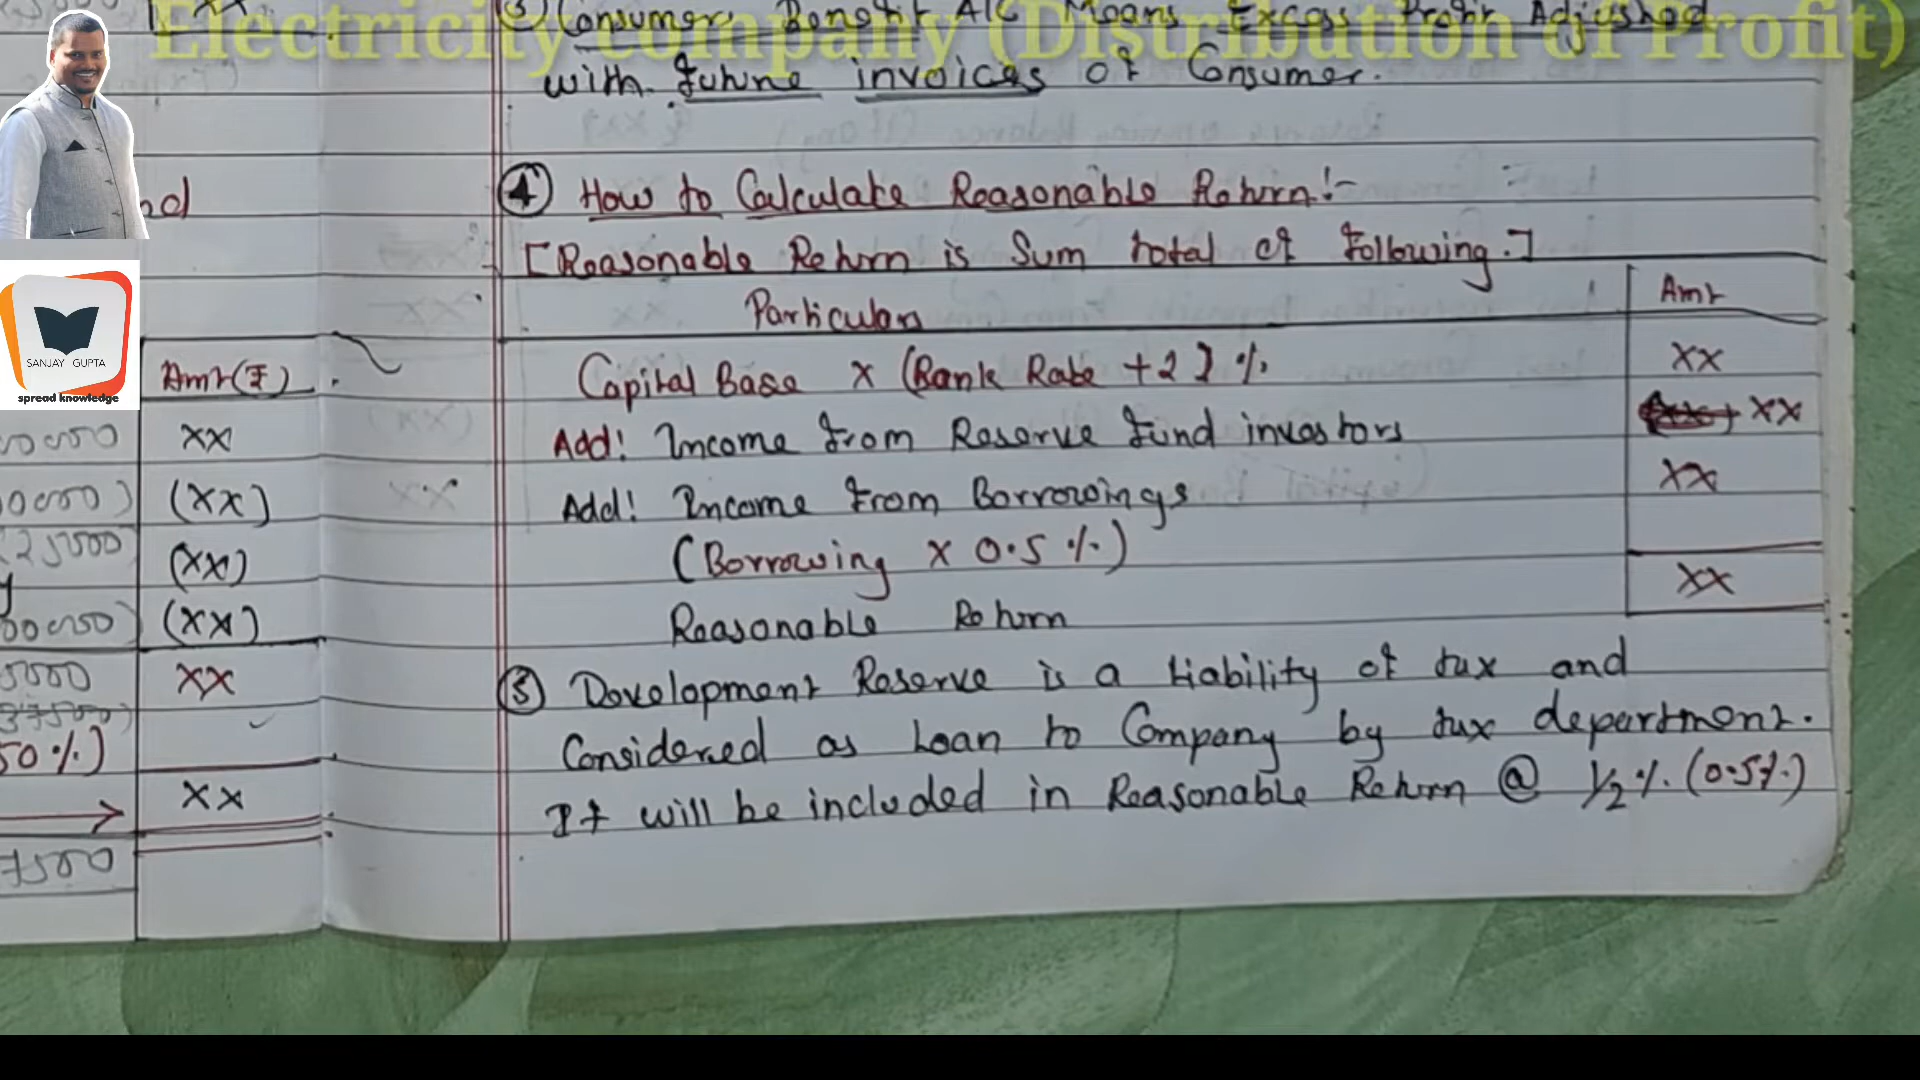 Electricity company (Distribution of Profit)
3) Consumer Benefit A/C Means Excess Profit Adjusted
with future invoices of Consumer.
④ How to Calculate Reasonable Return:-
[Reasonable Return is Sum total of following.]
Particulars Amt
Capital Base x (Bank Rate +2) % XX
Add: Income from Reserve Fund investors XX
Add: Income from Borrowings XX
(Borrowing x 0.5 %)
Reasonable Return XX
⑤ Development Reserve is a liability of tax and
Considered as Loan to Company by tax department.
It will be included in Reasonable Return @ 1/2 % (0.5%)
SANJAY GUPTA
spread knowledge
Amt (₹)
XX
(XX)
(XX)
(XX)
XX
50%)
XX
7500